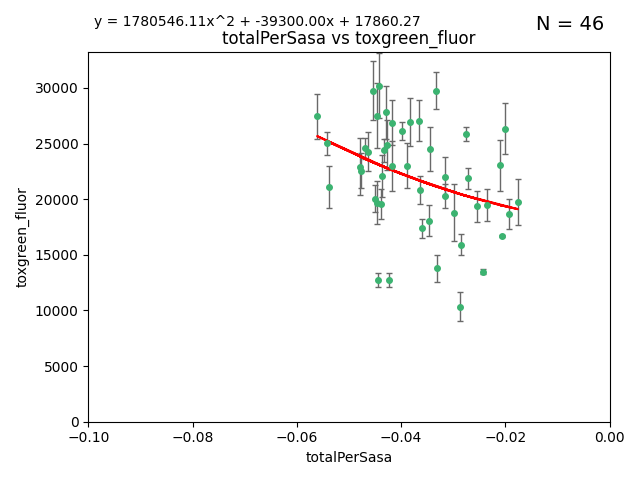 y = 1780546.11x^2 + -39300.00x + 17860.27
N = 46
totalPerSasa vs toxgreen_fluor
30000
25000
20000
15000
10000
5000
0
toxgreen_fluor
−0.10
−0.08
−0.06
−0.04
−0.02
0.00
totalPerSasa